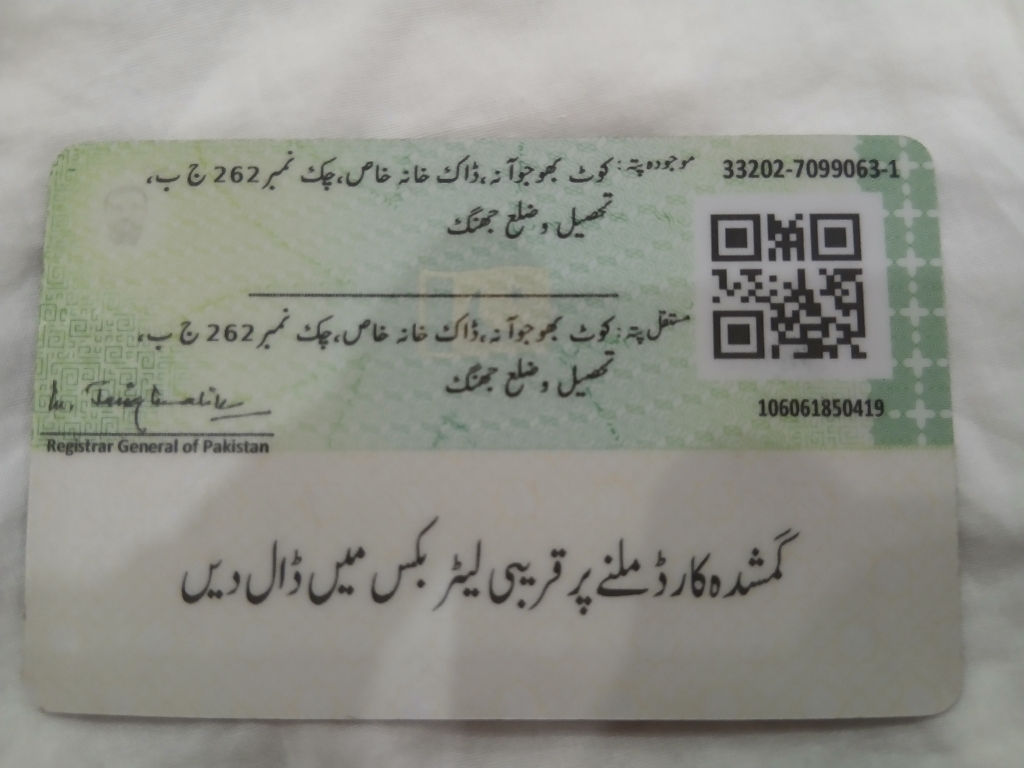 33202-7099063-1
موجودہ پتہ: کوٹ بھوجوآنہ،ڈاک خانہ خاص،چک نمبر 262 ج ب،
تحصیل و ضلع جھنگ
مستقل پتہ: کوٹ بھوجوآنہ،ڈاک خانہ خاص،چک نمبر 262 ج ب،
تحصیل و ضلع جھنگ
106061850419
Registrar General of Pakistan
گمشدہ کارڈ ملنے پر قریبی لیٹر بکس میں ڈال دیں